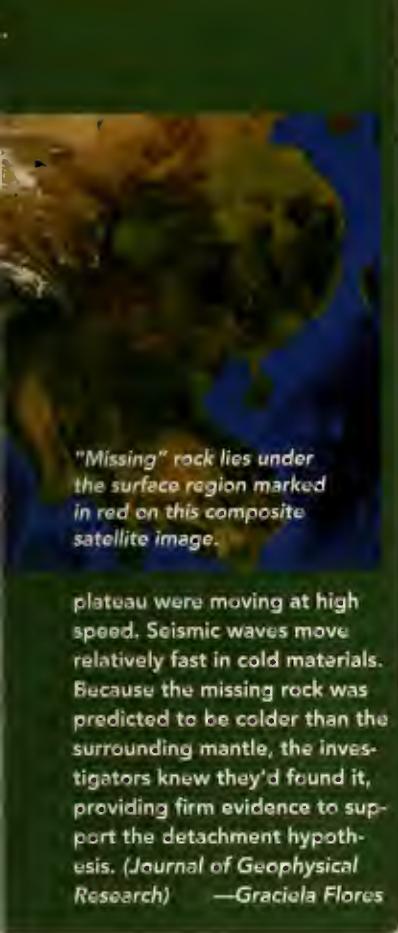 "Missing" rock lies under
the surface region marked
in red on this composite
satellite image.
plateau were moving at high
speed. Seismic waves move
relatively fast in cold materials.
Because the missing rock was
predicted to be colder than the
surrounding mantle, the inves-
tigators knew they'd found it,
providing firm evidence to sup-
port the detachment hypoth-
esis. (Journal of Geophysical
Research) —Graciela Flores